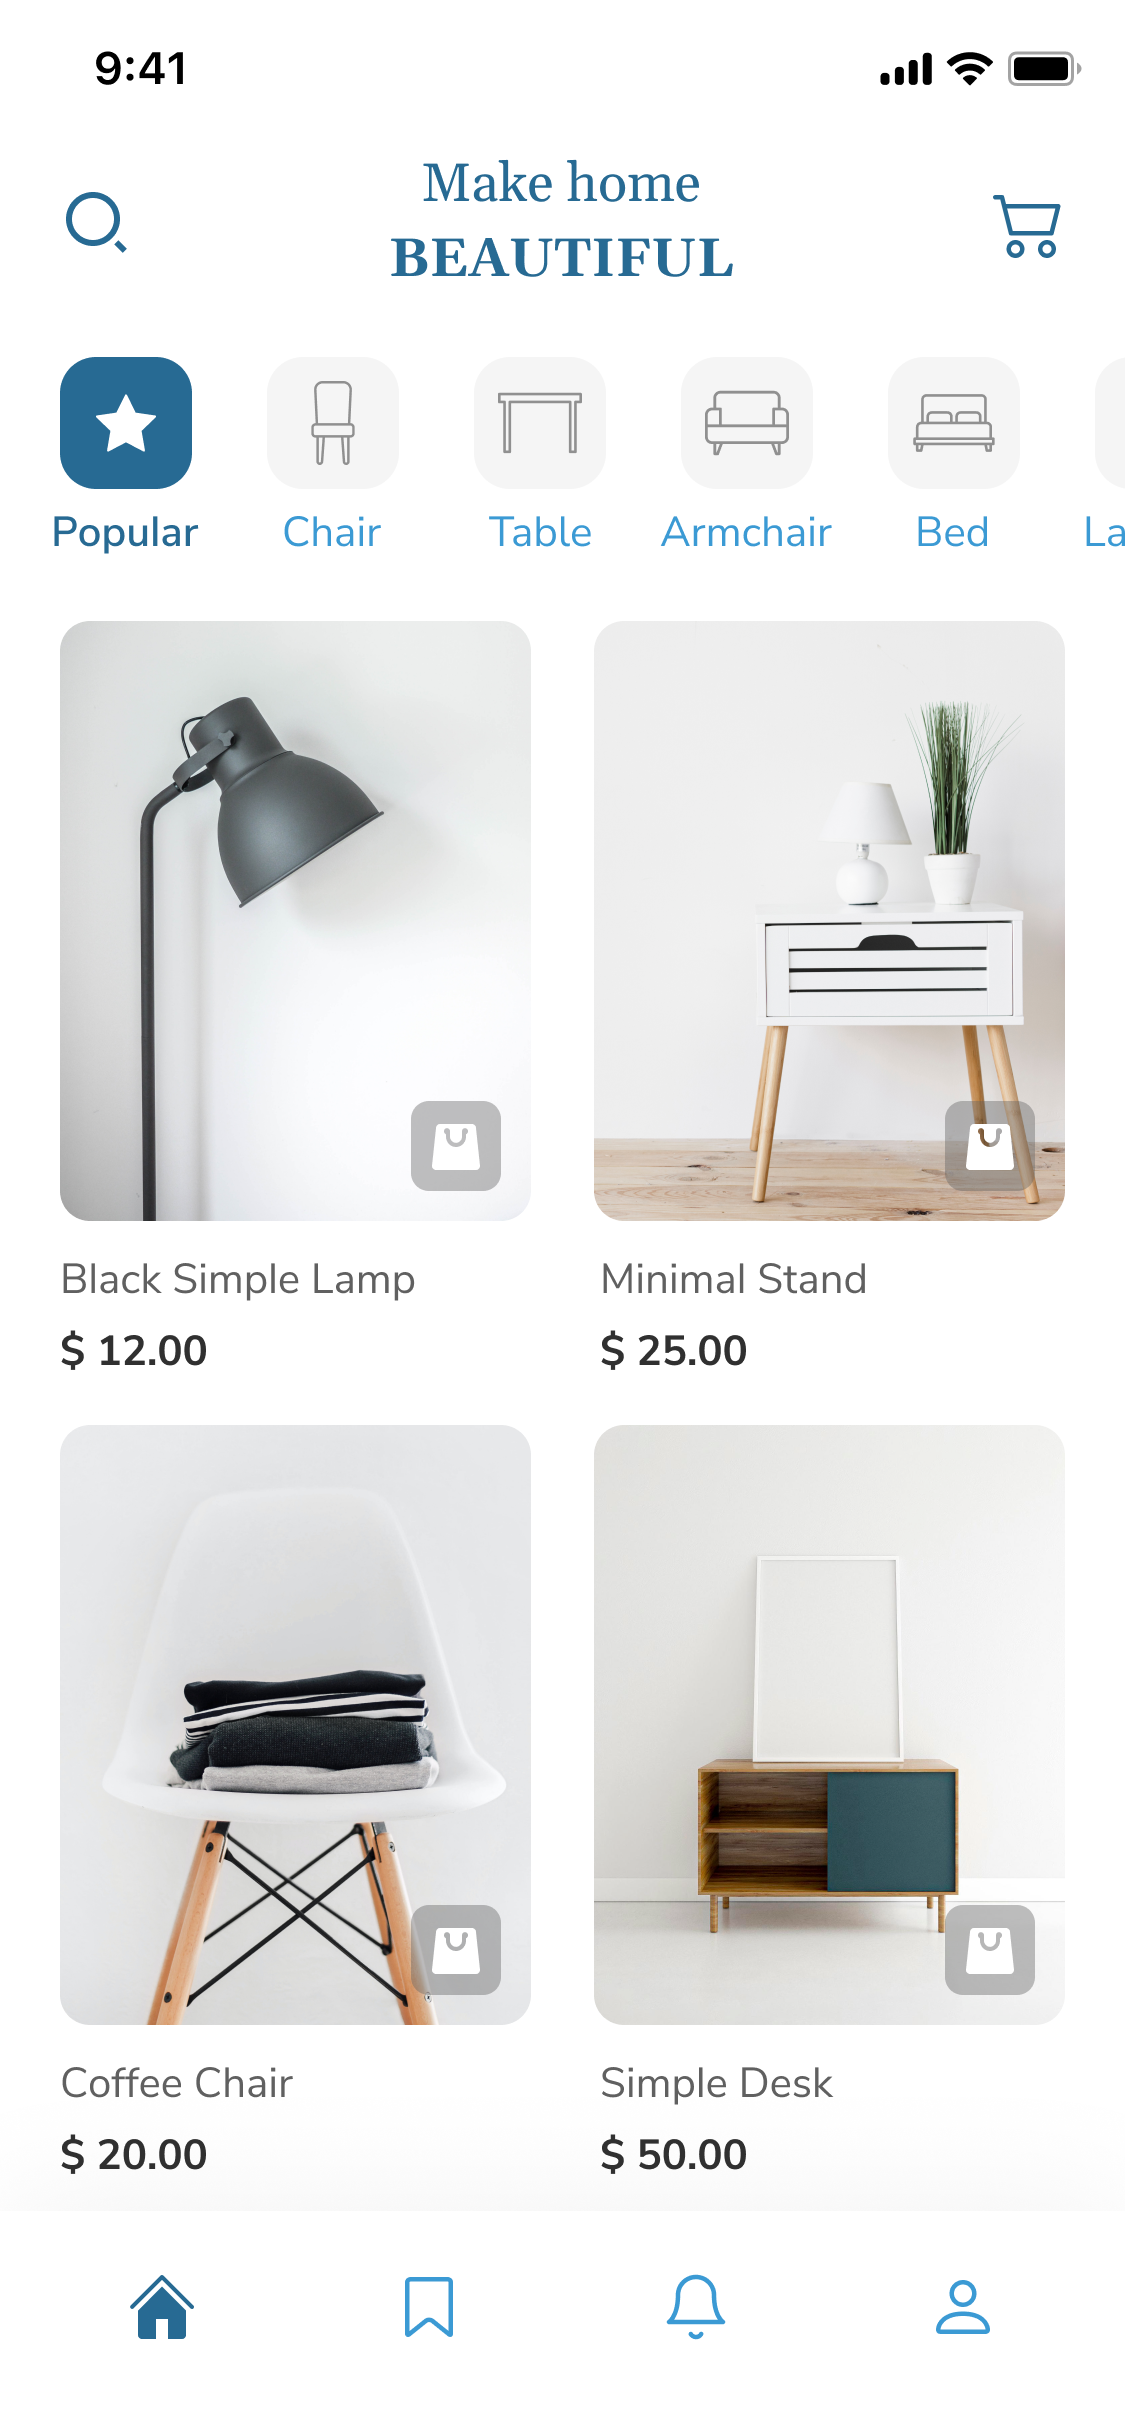 9:41
Make home
BEAUTIFUL
Popular Chair Table Armchair Bed La
Black Simple Lamp Minimal Stand
$ 12.00 $ 25.00
Coffee Chair Simple Desk
$ 20.00 $ 50.00